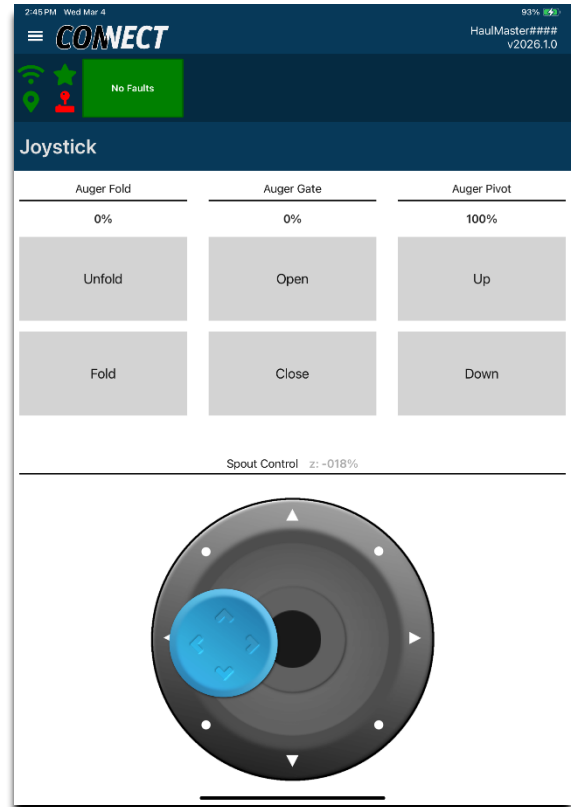 2:45 PM Wed Mar 4
93%
CONNECT
HaulMaster####
v2026.1.0
No Faults
Joystick
Auger Fold
Auger Gate
Auger Pivot
0%
0%
100%
Unfold
Open
Up
Fold
Close
Down
Spout Control z: -018%